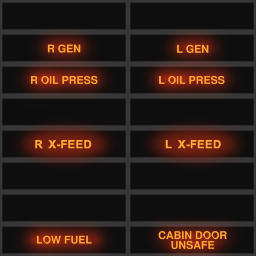 R GEN
L GEN
R OIL PRESS
L OIL PRESS
R X-FEED
L X-FEED
LOW FUEL
CABIN DOOR
UNSAFE